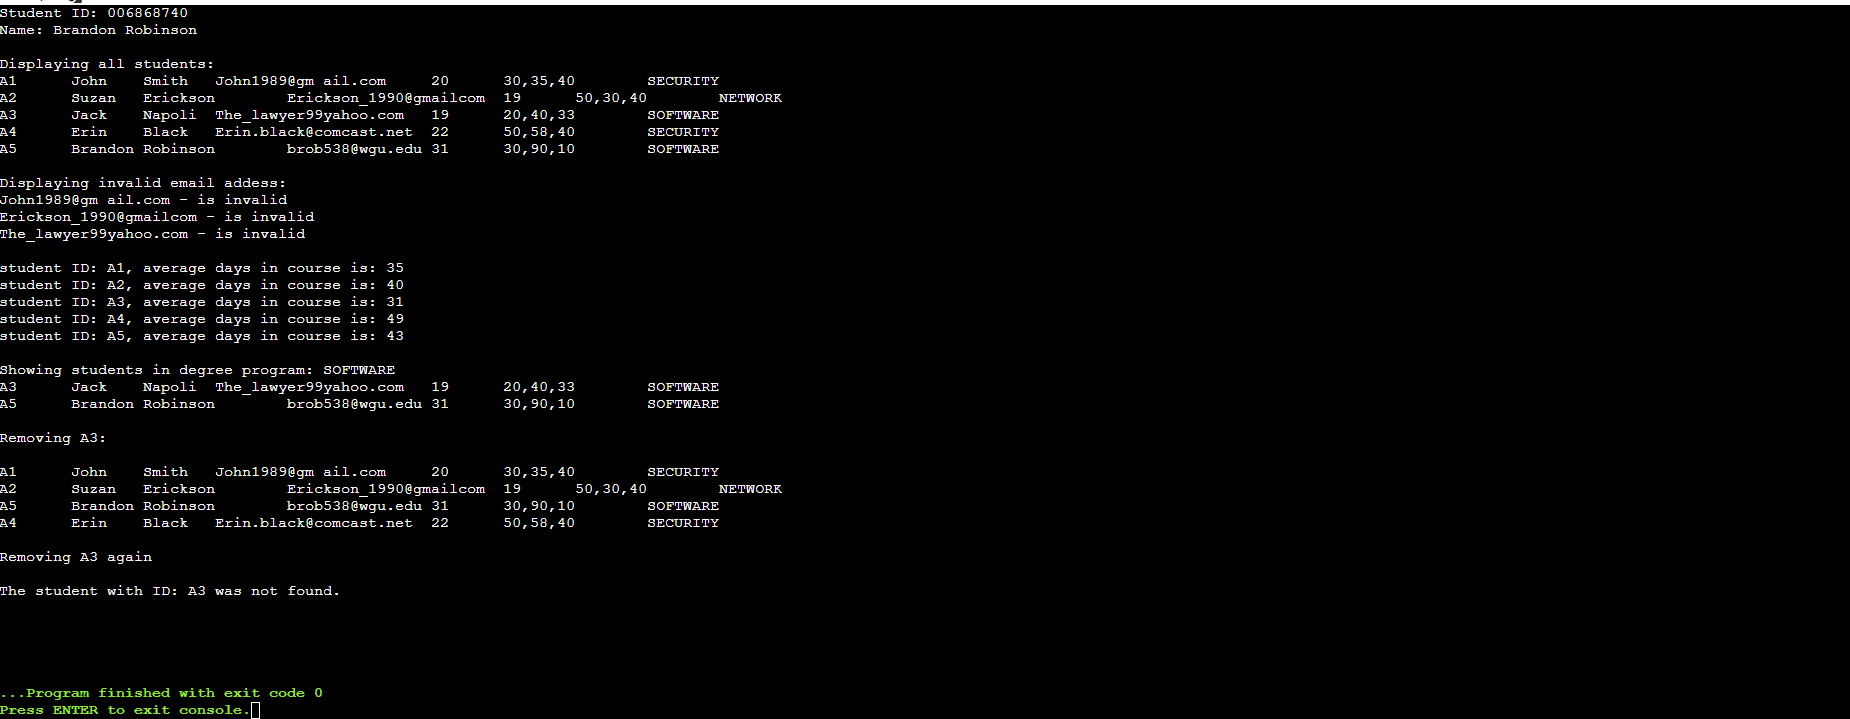 Student ID: 006868740
Name: Brandon Robinson
Displaying all students:
A1 John Smith John1989@gm ail.com 20 30,35,40 SECURITY
A2 Suzan Erickson Erickson_1990@gmailcom 19 50,30,40 NETWORK
A3 Jack Napoli The_lawyer99yahoo.com 19 20,40,33 SOFTWARE
A4 Erin Black Erin.black@comcast.net 22 50,58,40 SECURITY
A5 Brandon Robinson brob538@wgu.edu 31 30,90,10 SOFTWARE
Displaying invalid email addess:
John1989@gm ail.com - is invalid
Erickson_1990@gmailcom - is invalid
The_lawyer99yahoo.com - is invalid
student ID: A1, average days in course is: 35
student ID: A2, average days in course is: 40
student ID: A3, average days in course is: 31
student ID: A4, average days in course is: 49
student ID: A5, average days in course is: 43
Showing students in degree program: SOFTWARE
A3 Jack Napoli The_lawyer99yahoo.com 19 20,40,33 SOFTWARE
A5 Brandon Robinson brob538@wgu.edu 31 30,90,10 SOFTWARE
Removing A3:
A1 John Smith John1989@gm ail.com 20 30,35,40 SECURITY
A2 Suzan Erickson Erickson_1990@gmailcom 19 50,30,40 NETWORK
A5 Brandon Robinson brob538@wgu.edu 31 30,90,10 SOFTWARE
A4 Erin Black Erin.black@comcast.net 22 50,58,40 SECURITY
Removing A3 again
The student with ID: A3 was not found.
...Program finished with exit code 0
Press ENTER to exit console.